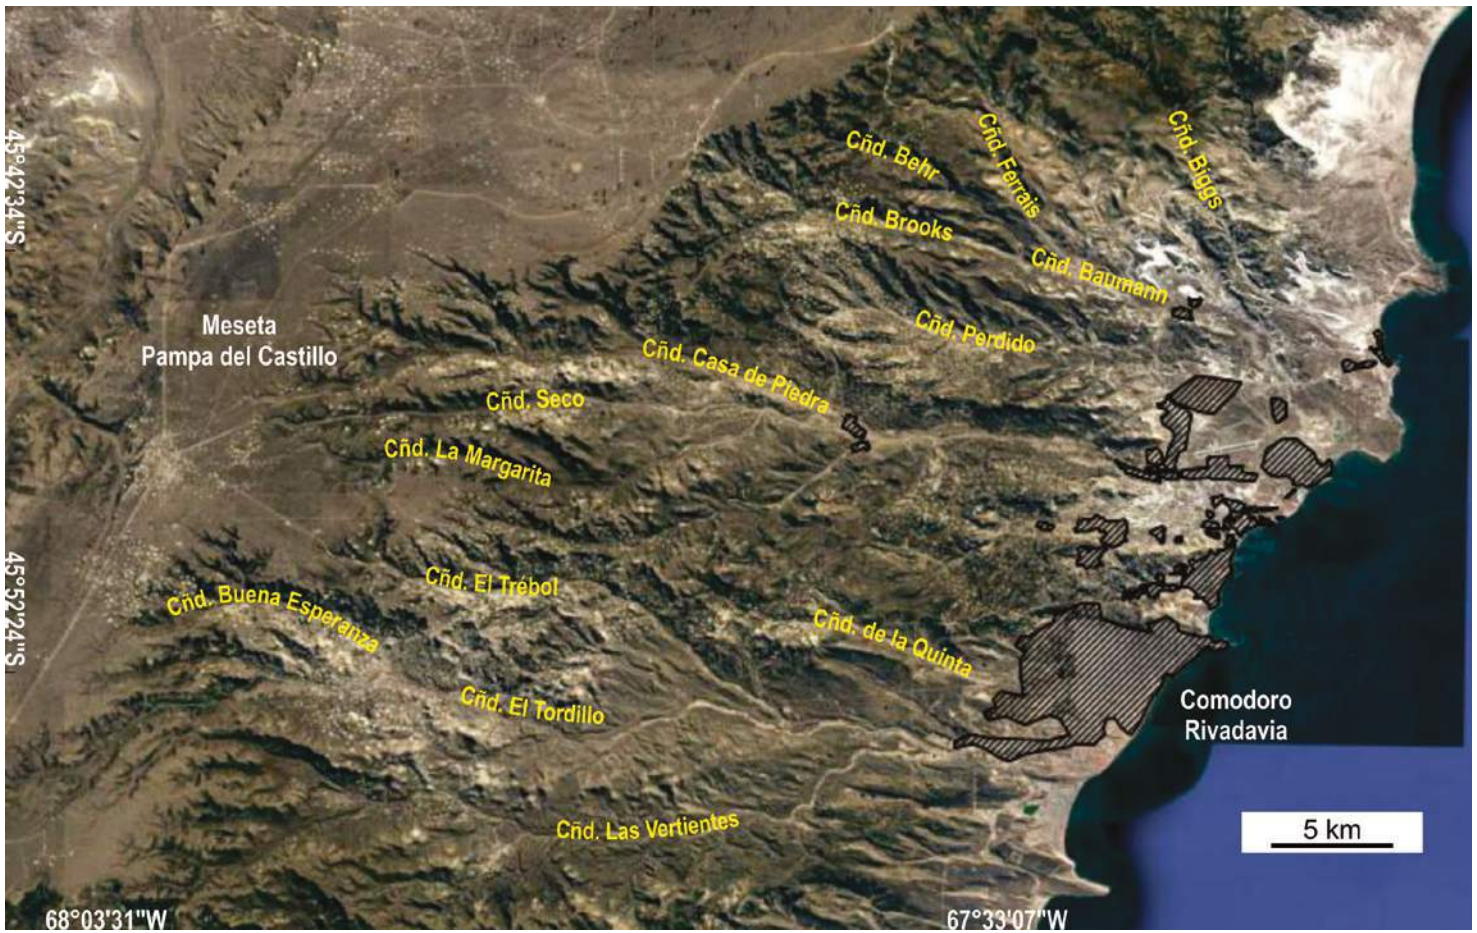 Cñd. Behr
Cñd. Ferrais
Cñd. Biggs
45°42'34"S
Cñd. Brooks
Cñd. Baumann
Meseta
Pampa del Castillo
Cñd. Perdido
Cñd. Casa de Piedra
Cñd. Seco
Cñd. La Margarita
45°52'24"S
Cñd. El Trébol
Cñd. Buena Esperanza
Cñd. de la Quinta
Cñd. El Tordillo
Comodoro
Rivadavia
Cñd. Las Vertientes
5 km
68°03'31"W
67°33'07"W